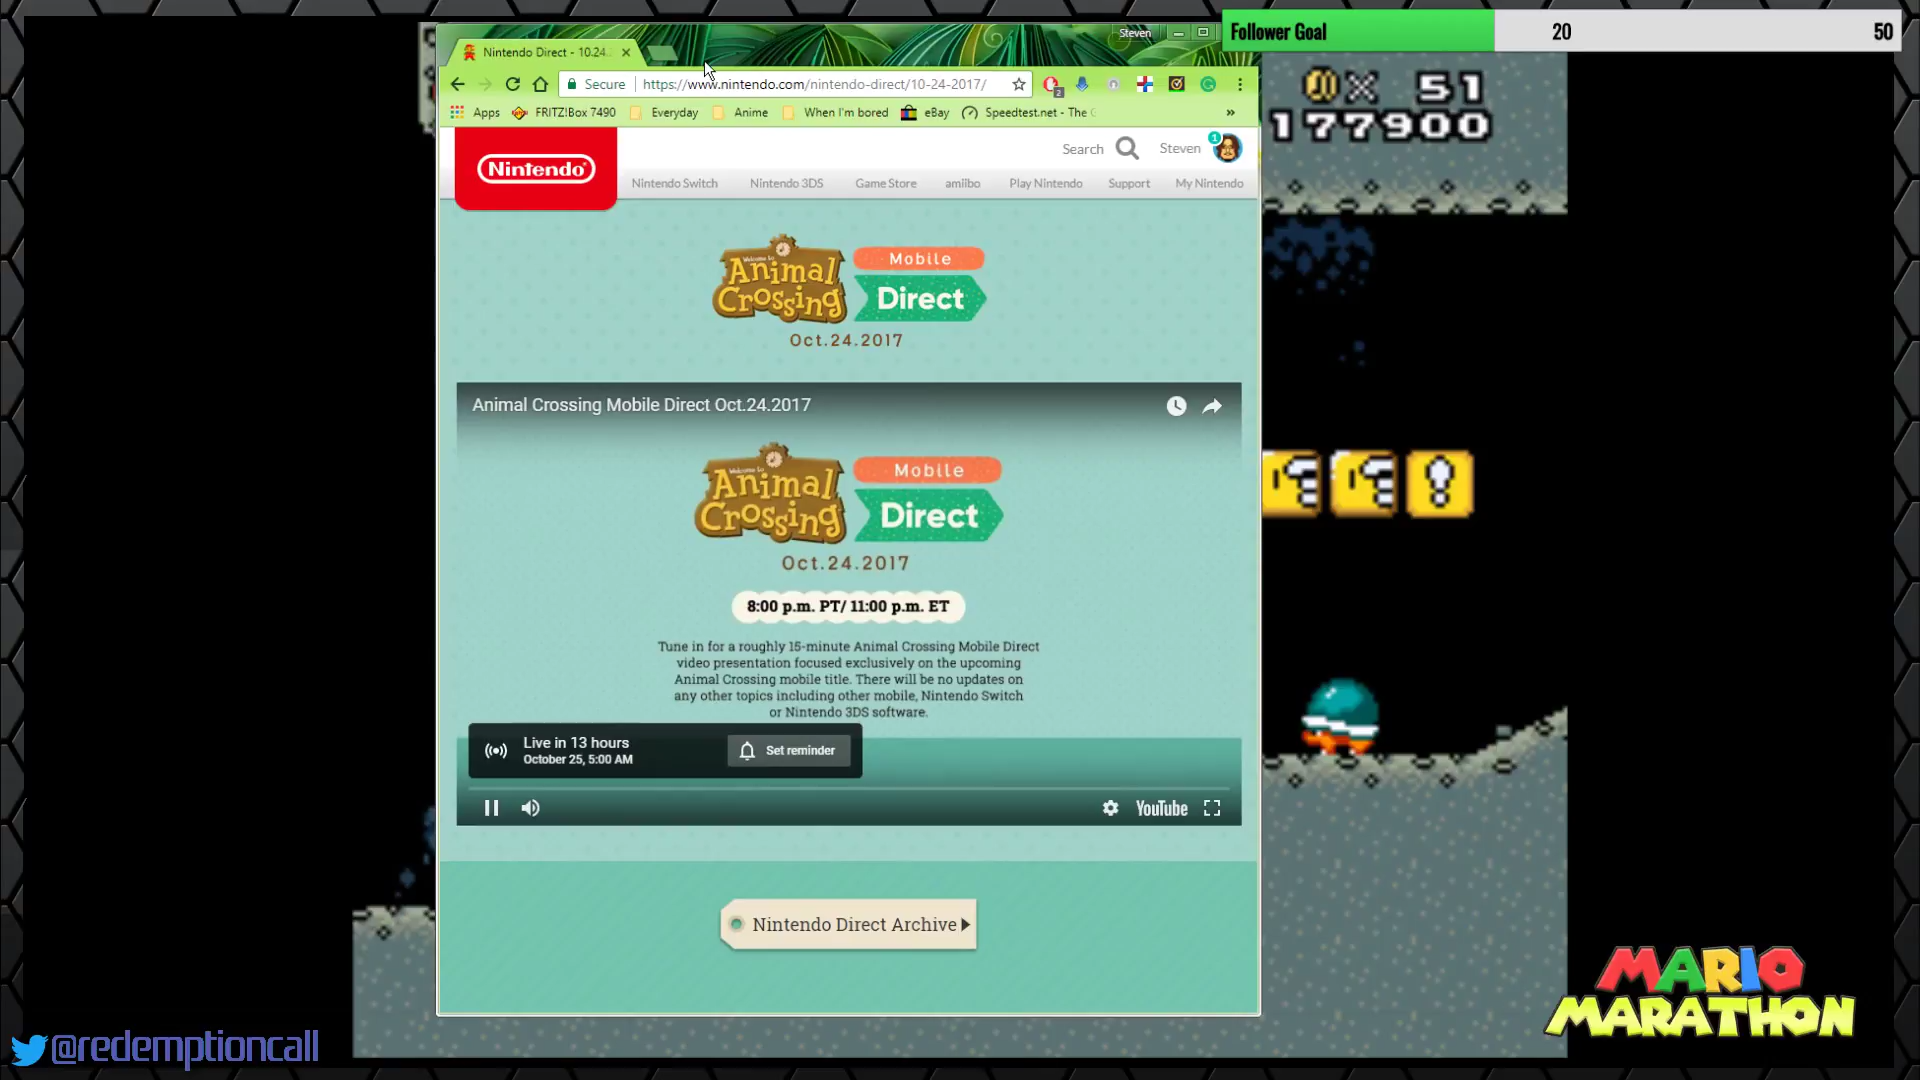 Steven
Follower Goal 20 50
Nintendo Direct - 10.24.
Secure https://www.nintendo.com/nintendo-direct/10-24-2017/
2
Apps FRITZ!Box 7490 Everyday Anime When I'm bored eBay Speedtest.net - The
× 51
177900
Nintendo
Search Steven 1
Nintendo Switch Nintendo 3DS Game Store amiibo Play Nintendo Support My Nintendo
Welcome to
Animal Crossing
Mobile
Direct
Oct.24.2017
Animal Crossing Mobile Direct Oct.24.2017
Welcome to
Animal Crossing
Mobile
Direct
Oct.24.2017
8:00 p.m. PT/ 11:00 p.m. ET
Tune in for a roughly 15-minute Animal Crossing Mobile Direct
video presentation focused exclusively on the upcoming
Animal Crossing mobile title. There will be no updates on
any other topics including other mobile, Nintendo Switch
or Nintendo 3DS software.
Live in 13 hours
October 25, 5:00 AM
Set reminder
YouTube
Nintendo Direct Archive
MARIO
MARATHON
@redemptioncall